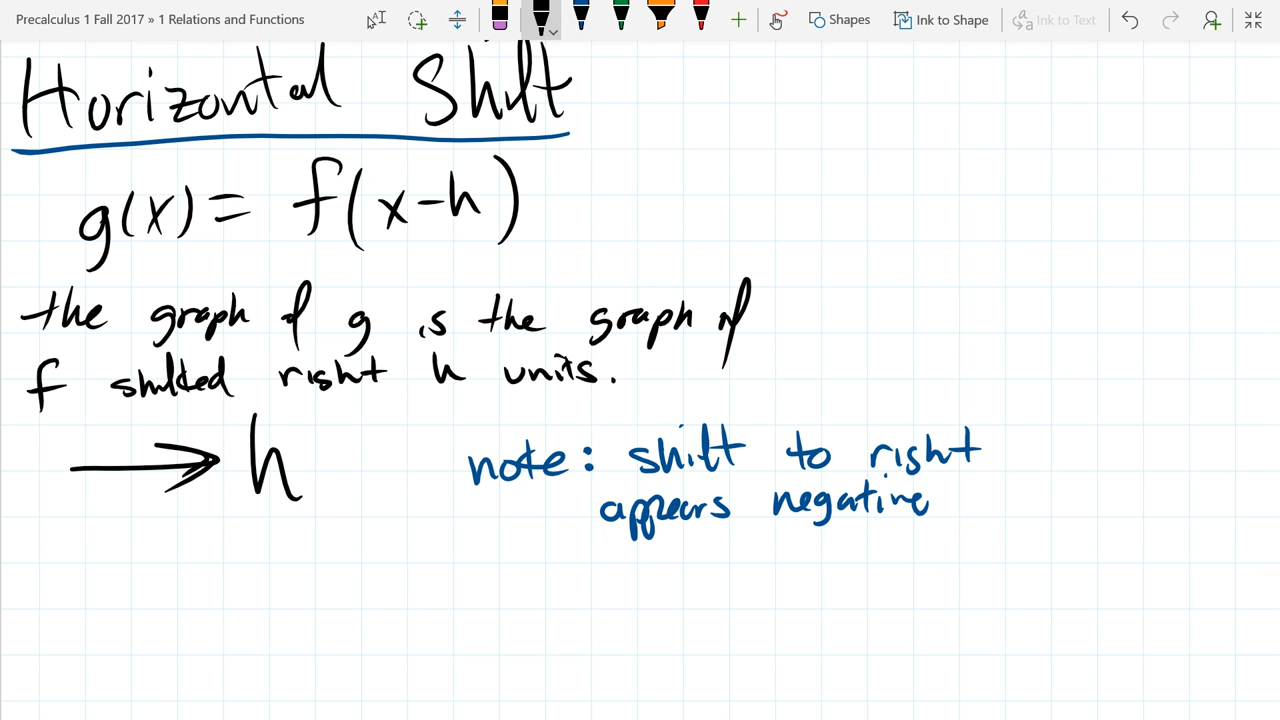 Precalculus 1 Fall 2017 » 1 Relations and Functions
Shapes
Ink to Shape
Ink to Text
Horizontal Shift
g(x) = f(x-h)
the graph of g is the graph of
f shifted right h units.
→ h
note: shift to right
appears negative